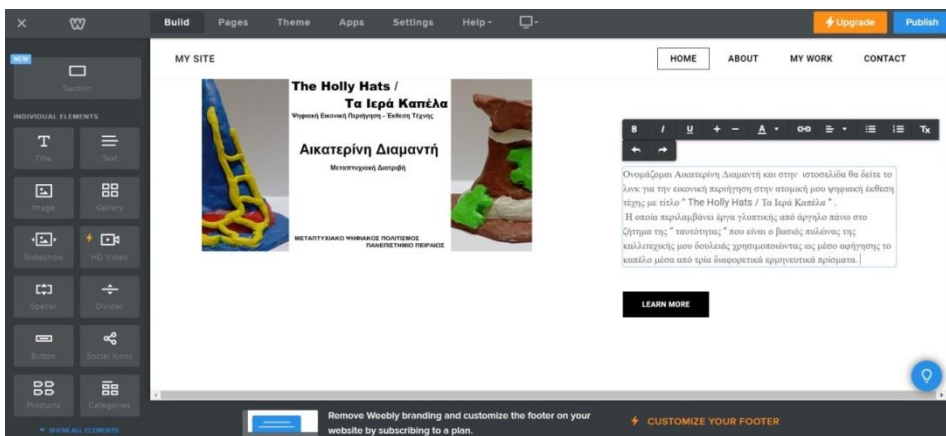 Build Pages Theme Apps Settings Help
Upgrade Publish
NEW
Section
INDIVIDUAL ELEMENTS
Title Text
Image Gallery
Slideshow HD Video
Spacer Divider
Button Social Icons
Products Categories
SHOW ALL ELEMENTS
MY SITE
HOME ABOUT MY WORK CONTACT
The Holly Hats /
Τα Ιερά Καπέλα
Ψηφιακή Εικονική Περιήγηση - Έκθεση Τέχνης
Αικατερίνη Διαμαντή
Μεταπτυχιακή Διατριβή
ΜΕΤΑΠΤΥΧΙΑΚΟ ΨΗΦΙΑΚΟΣ ΠΟΛΙΤΙΣΜΟΣ
ΠΑΝΕΠΙΣΤΗΜΙΟ ΠΕΙΡΑΙΩΣ
B I U + − A Tx
Ονομάζομαι Αικατερίνη Διαμαντή και στην ιστοσελίδα θα δείτε το
λινκ για την εικονική περιήγηση στην ατομική μου ψηφιακή έκθεση
τέχης με τίτλο " The Holly Hats / Τα Ιερά Καπέλα " .
Η οποία περιλαμβάνει έργα γλυπτικής από άργηλο πάνω στο
ζήτημα της " ταυτότητας " που είναι ο βασιός πυλώνας της
καλλιτεχικής μου δουλειάς χρησιμοποιώντας ως μέσο αφήγησης το
καπέλο μέσα από τρία διαφορετικά ερμηνευτικά πρίσματα.
LEARN MORE
Remove Weebly branding and customize the footer on your
website by subscribing to a plan.
CUSTOMIZE YOUR FOOTER